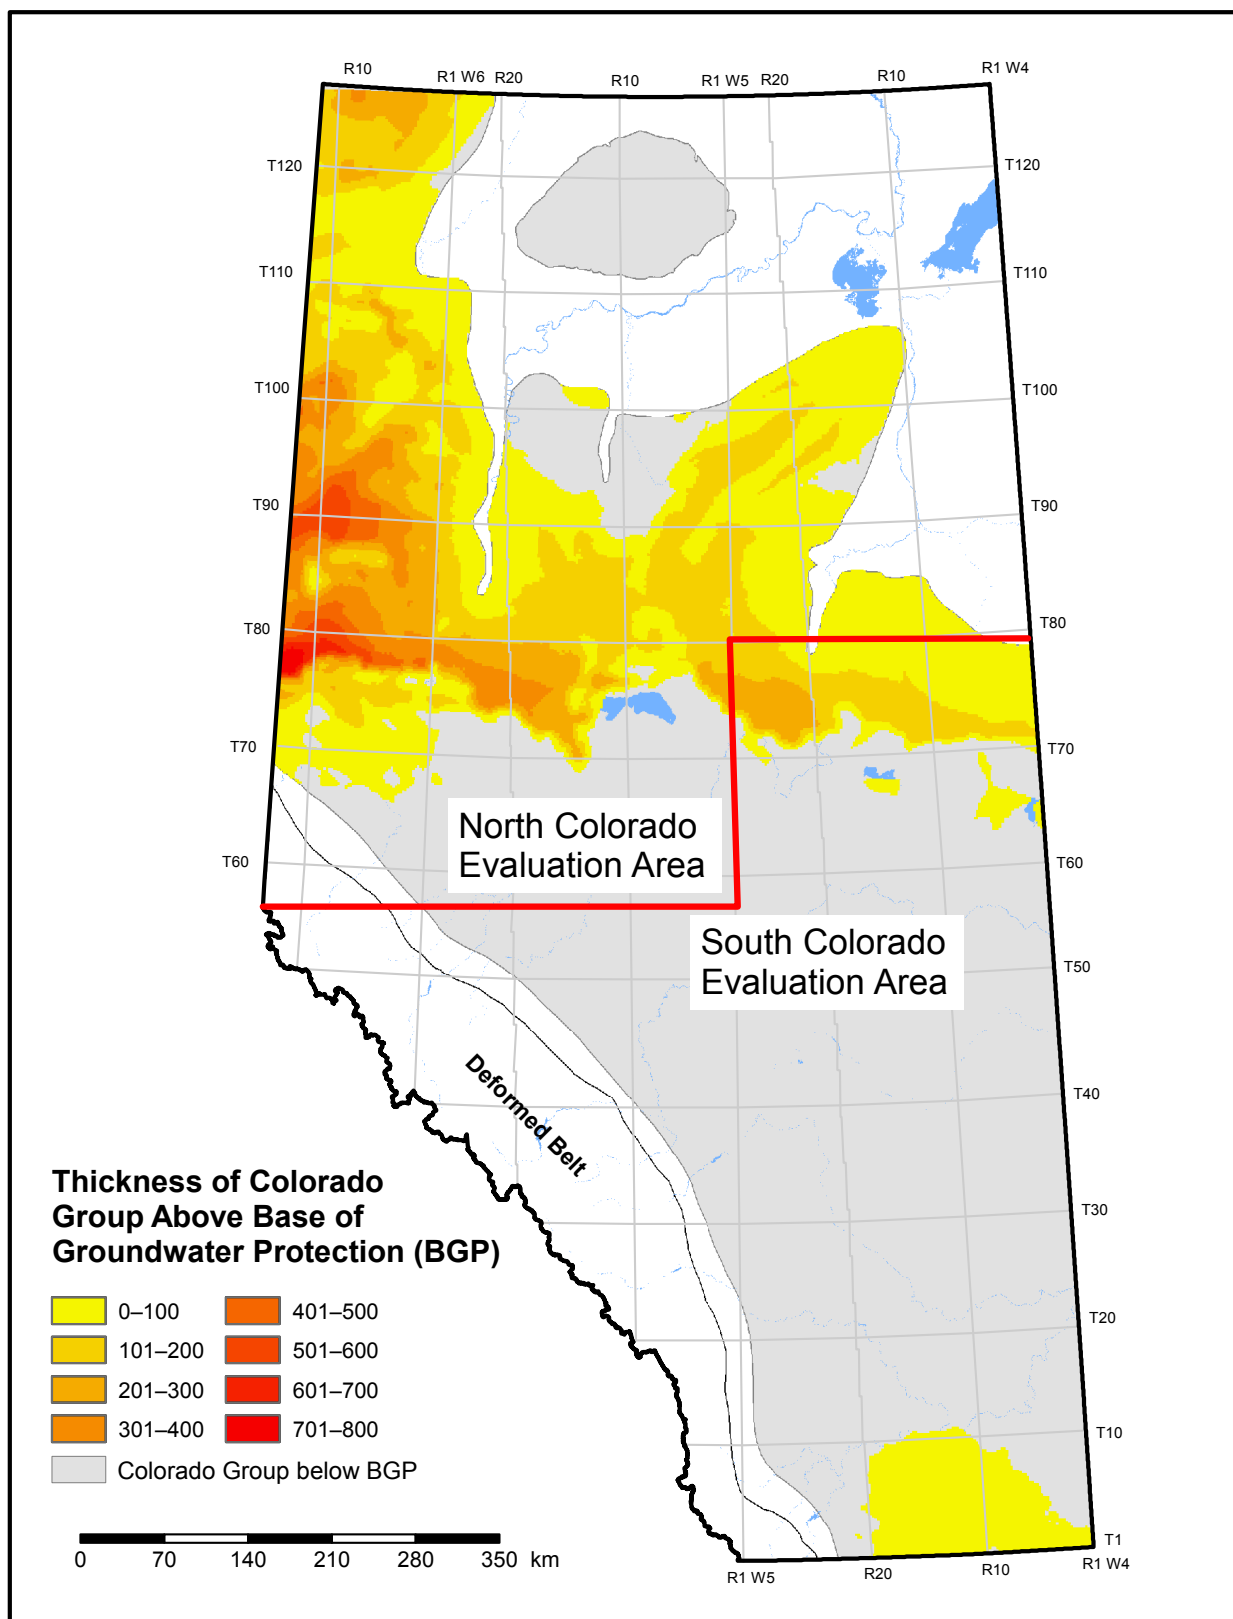 R10 R1 W6 R20 R10 R1 W5 R20 R10 R1 W4
T120 T120
T110 T110
T100 T100
T90 T90
T80 T80
T70 T70
T60 T60
North Colorado
Evaluation Area
South Colorado
Evaluation Area
T50
T40
T30
T20
T10
T1
Deformed Belt
R1 W5 R20 R10 R1 W4
Thickness of Colorado
Group Above Base of
Groundwater Protection (BGP)
0–100 401–500
101–200 501–600
201–300 601–700
301–400 701–800
Colorado Group below BGP
0 70 140 210 280 350 km